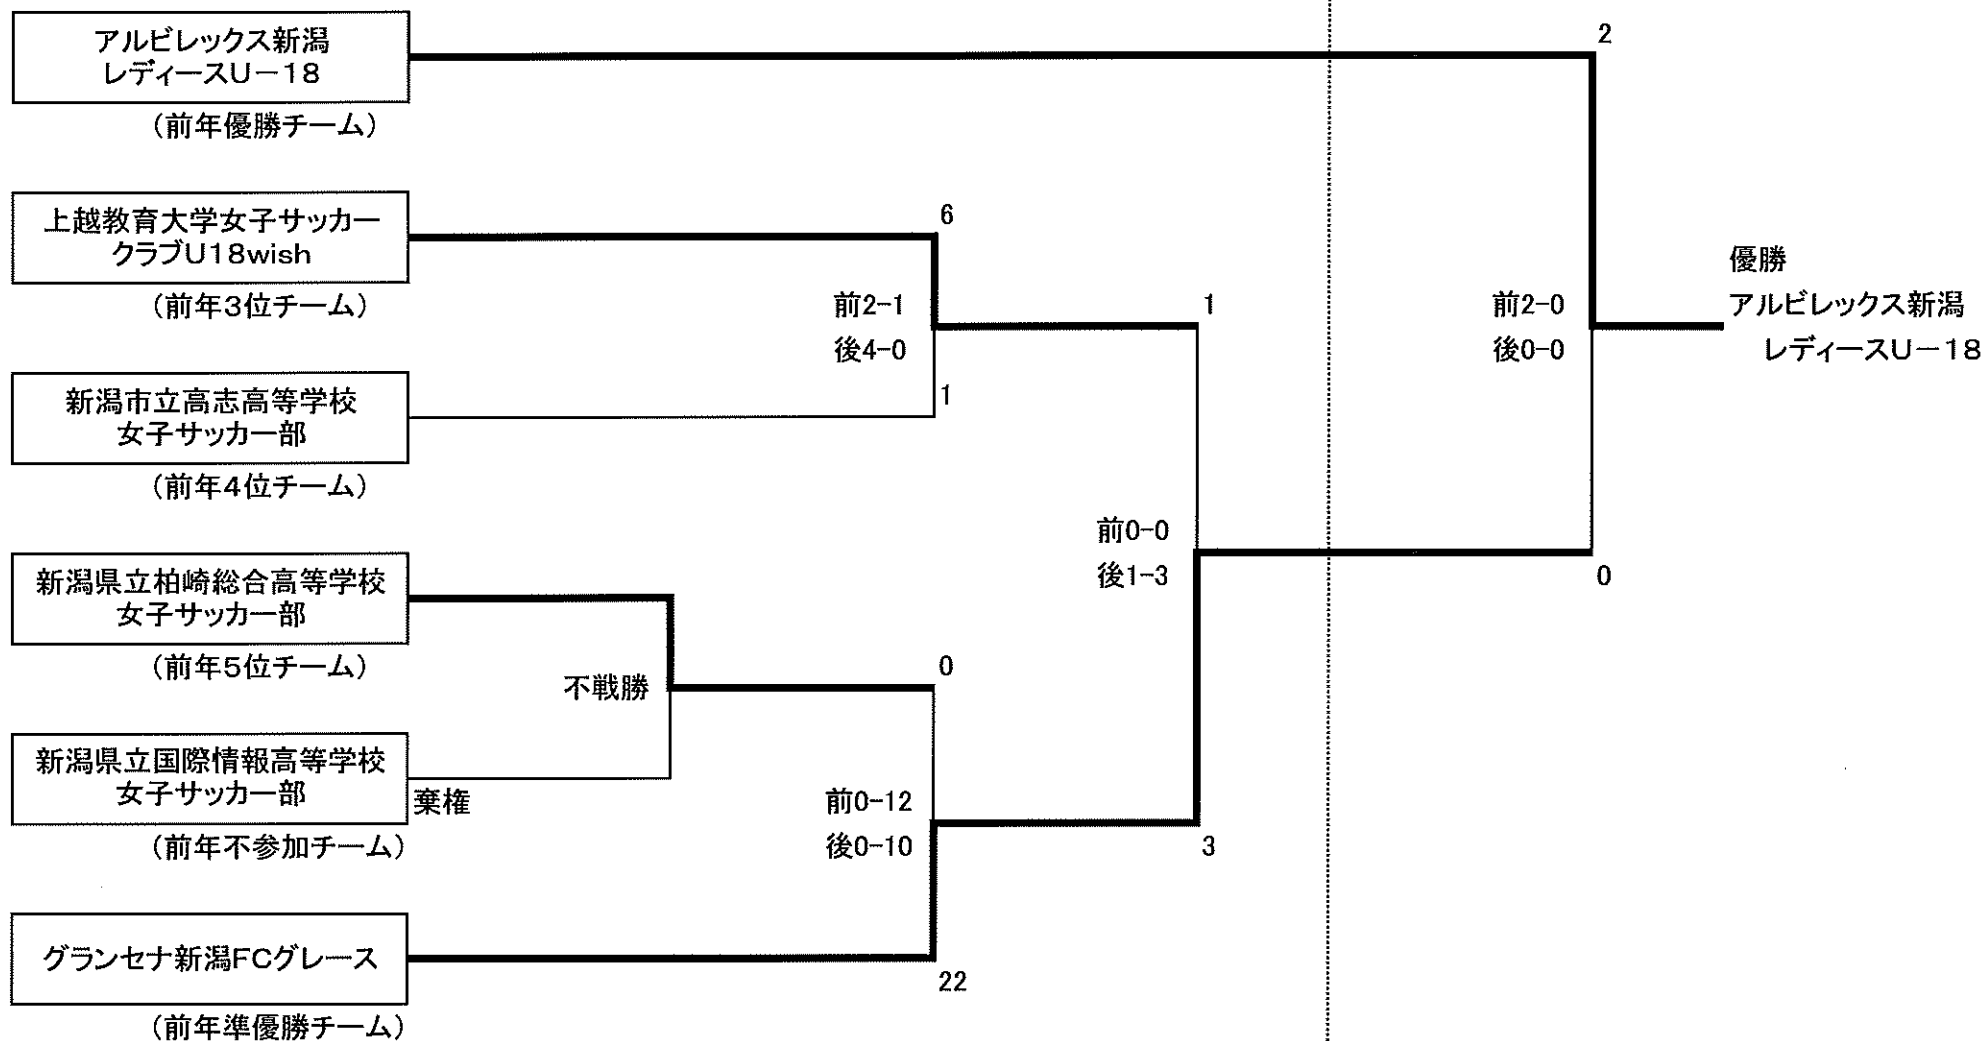 アルビレックス新潟
レディースU－18
（前年優勝チーム）
2
上越教育大学女子サッカー
クラブU18wish
（前年3位チーム）
6
前2-1
後4-0
1
新潟市立高志高等学校
女子サッカー部
（前年4位チーム）
1
前2-0
後0-0
優勝
アルビレックス新潟
レディースU－18
新潟県立柏崎総合高等学校
女子サッカー部
（前年5位チーム）
前0-0
後1-3
0
不戦勝
0
新潟県立国際情報高等学校
女子サッカー部
棄権
（前年不参加チーム）
前0-12
後0-10
3
グランセナ新潟FCグレース
22
（前年準優勝チーム）